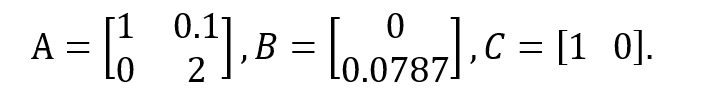 A = [1 0.1; 0 2], B = [0; 0.0787], C = [1 0].